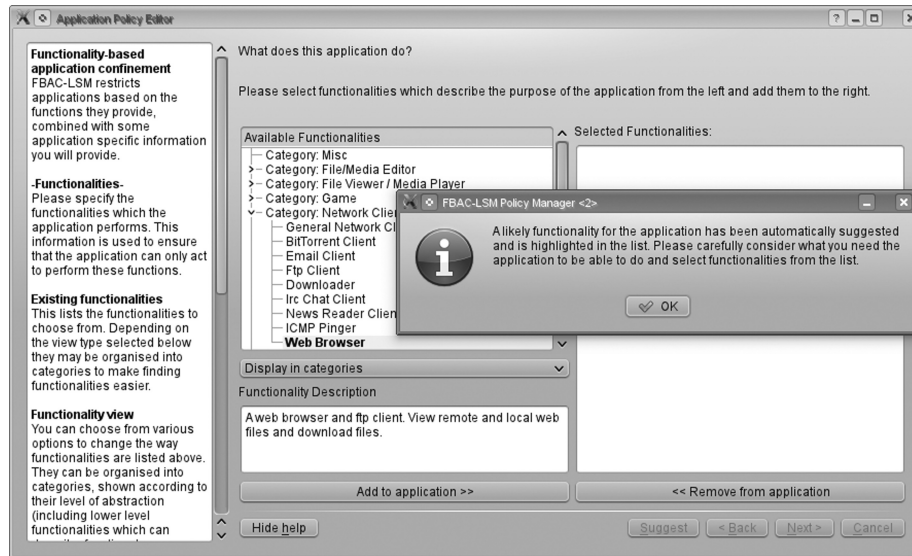 Application Policy Editor
Functionality-based
application confinement
FBAC-LSM restricts
applications based on the
functions they provide,
combined with some
application specific information
you will provide.
-Functionalities-
Please specify the
functionalities which the
application performs. This
information is used to ensure
that the application can only act
to perform these functions.
Existing functionalities
This lists the functionalities to
choose from. Depending on
the view type selected below
they may be organised into
categories to make finding
functionalities easier.
Functionality view
You can choose from various
options to change the way
functionalities are listed above.
They can be organised into
categories, shown according to
their level of abstraction
(including lower level
functionalities which can
What does this application do?
Please select functionalities which describe the purpose of the application from the left and add them to the right.
Available Functionalities
Category: Misc
Category: File/Media Editor
Category: File Viewer / Media Player
Category: Game
Category: Network Clie
General Network Cl
BitTorrent Client
Email Client
Ftp Client
Downloader
Irc Chat Client
News Reader Clien
ICMP Pinger
Web Browser
Display in categories
Functionality Description
A web browser and ftp client. View remote and local web
files and download files.
Add to application >>
Selected Functionalities:
<< Remove from application
FBAC-LSM Policy Manager <2>
A likely functionality for the application has been automatically suggested
and is highlighted in the list. Please carefully consider what you need the
application to be able to do and select functionalities from the list.
OK
Hide help
Suggest
< Back
Next >
Cancel